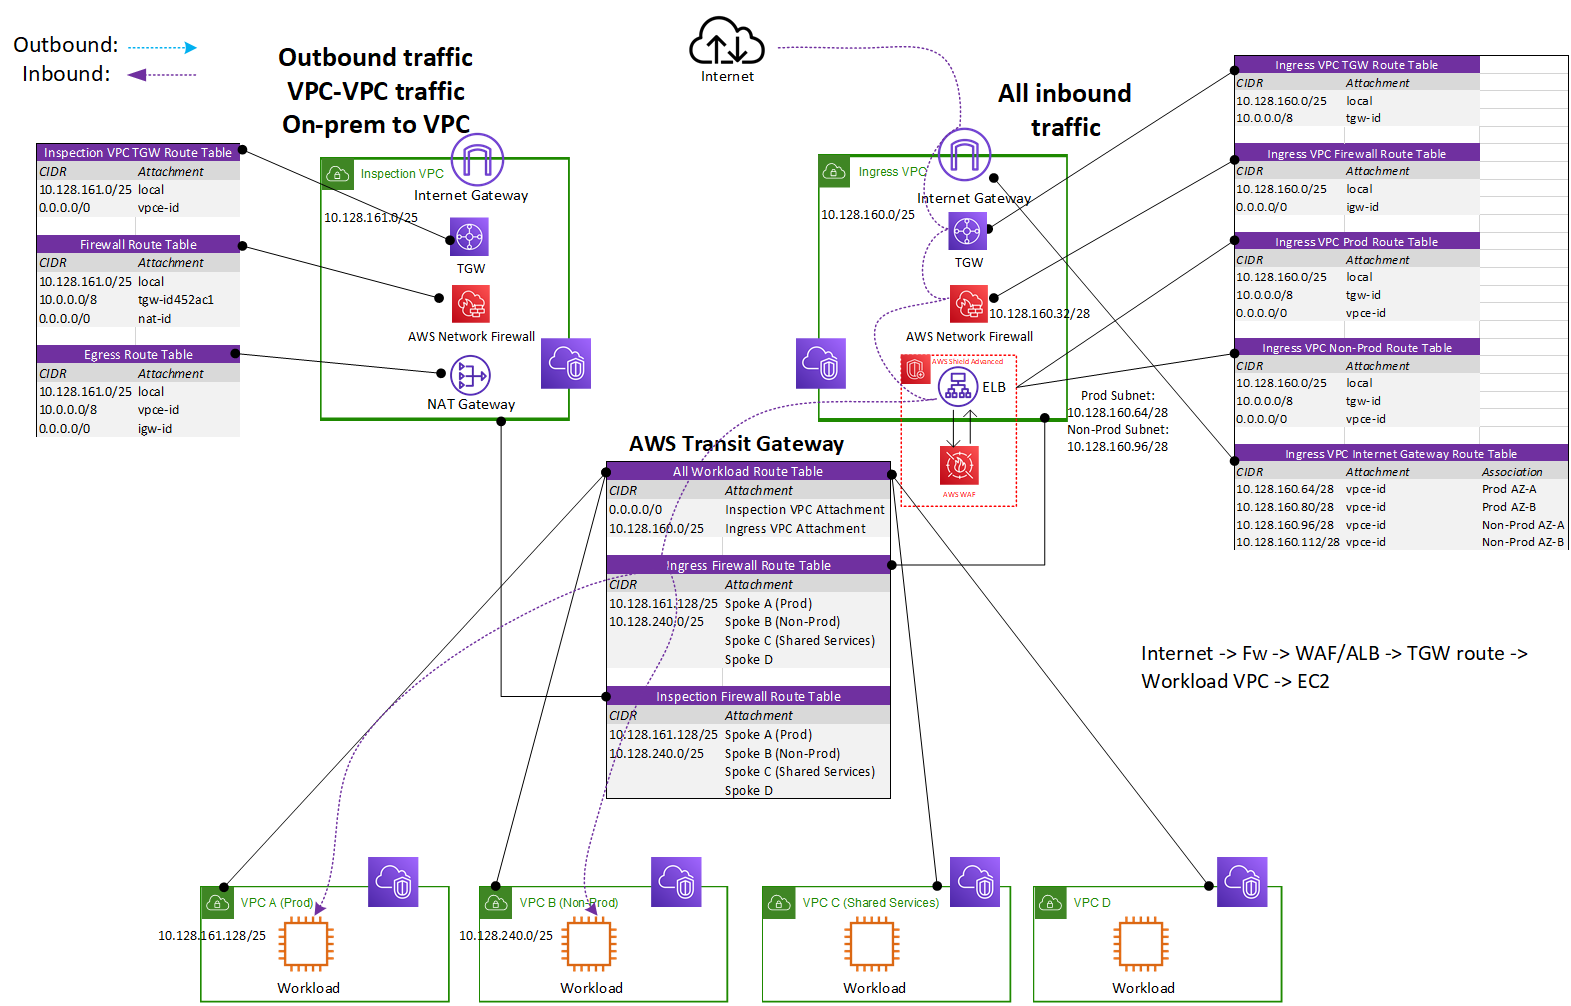 Outbound:
Inbound:
Outbound traffic
VPC-VPC traffic
On-prem to VPC
Internet
All inbound
traffic
Inspection VPC TGW Route Table
CIDR Attachment
10.128.161.0/25 local
0.0.0.0/0 vpce-id
Firewall Route Table
CIDR Attachment
10.128.161.0/25 local
10.0.0.0/8 tgw-id452ac1
0.0.0.0/0 nat-id
Egress Route Table
CIDR Attachment
10.128.161.0/25 local
10.0.0.0/8 vpce-id
0.0.0.0/0 igw-id
Inspection VPC
Internet Gateway
10.128.161.0/25
TGW
AWS Network Firewall
NAT Gateway
Ingress VPC
Internet Gateway
10.128.160.0/25
TGW
10.128.160.32/28
AWS Network Firewall
AWS Shield Advanced
ELB
AWS WAF
Prod Subnet:
10.128.160.64/28
Non-Prod Subnet:
10.128.160.96/28
Ingress VPC TGW Route Table
CIDR Attachment
10.128.160.0/25 local
10.0.0.0/8 tgw-id
Ingress VPC Firewall Route Table
CIDR Attachment
10.128.160.0/25 local
0.0.0.0/0 igw-id
Ingress VPC Prod Route Table
CIDR Attachment
10.128.160.0/25 local
10.0.0.0/8 tgw-id
0.0.0.0/0 vpce-id
Ingress VPC Non-Prod Route Table
CIDR Attachment
10.128.160.0/25 local
10.0.0.0/8 tgw-id
0.0.0.0/0 vpce-id
Ingress VPC Internet Gateway Route Table
CIDR Attachment Association
10.128.160.64/28 vpce-id Prod AZ-A
10.128.160.80/28 vpce-id Prod AZ-B
10.128.160.96/28 vpce-id Non-Prod AZ-A
10.128.160.112/28 vpce-id Non-Prod AZ-B
AWS Transit Gateway
All Workload Route Table
CIDR Attachment
0.0.0.0/0 Inspection VPC Attachment
10.128.160.0/25 Ingress VPC Attachment
Ingress Firewall Route Table
CIDR Attachment
10.128.161.128/25 Spoke A (Prod)
10.128.240.0/25 Spoke B (Non-Prod)
Spoke C (Shared Services)
Spoke D
Inspection Firewall Route Table
CIDR Attachment
10.128.161.128/25 Spoke A (Prod)
10.128.240.0/25 Spoke B (Non-Prod)
Spoke C (Shared Services)
Spoke D
Internet -> Fw -> WAF/ALB -> TGW route ->
Workload VPC -> EC2
VPC A (Prod)
10.128.161.128/25
Workload
VPC B (Non-Prod)
10.128.240.0/25
Workload
VPC C (Shared Services)
Workload
VPC D
Workload